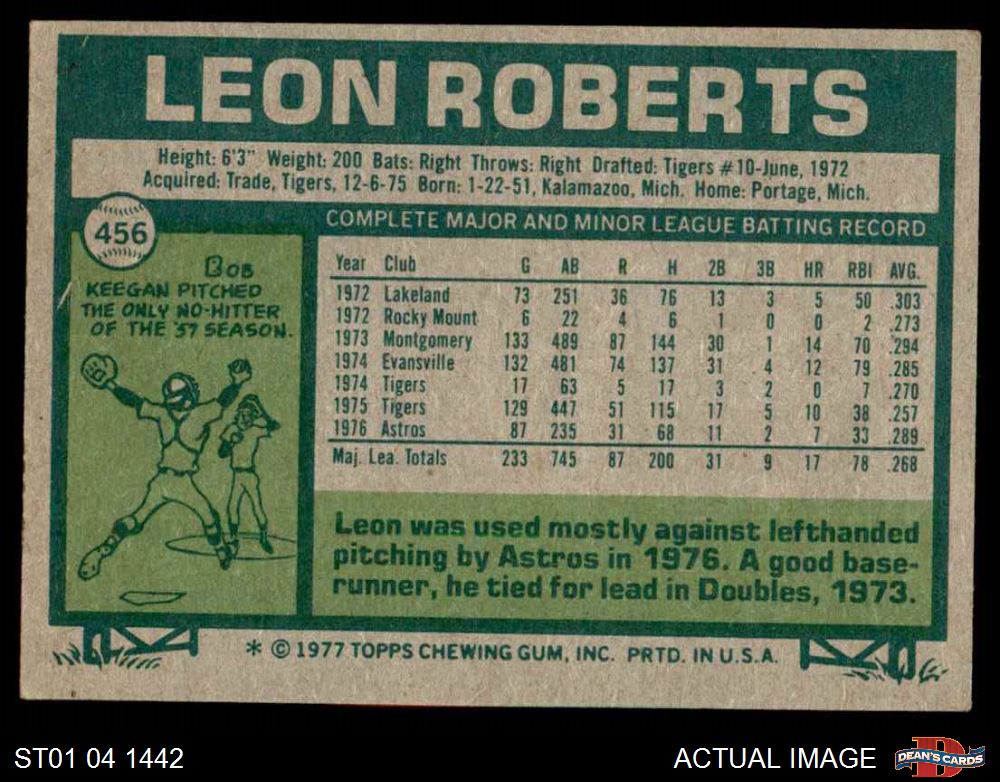 LEON ROBERTS
Height: 6'3" Weight: 200 Bats: Right Throws: Right Drafted: Tigers #10-June, 1972
Acquired: Trade, Tigers, 12-6-75 Born: 1-22-51, Kalamazoo, Mich. Home: Portage, Mich.
456
BOB
KEEGAN PITCHED
THE ONLY NO-HITTER
OF THE '57 SEASON.
COMPLETE MAJOR AND MINOR LEAGUE BATTING RECORD
Year Club G AB R H 2B 3B HR RBI AVG.
1972 Lakeland 73 251 36 76 13 3 5 50 .303
1972 Rocky Mount 6 22 4 6 1 0 0 2 .273
1973 Montgomery 133 489 87 144 30 1 14 70 .294
1974 Evansville 132 481 74 137 31 4 12 79 .285
1974 Tigers 17 63 5 17 3 2 0 7 .270
1975 Tigers 129 447 51 115 17 5 10 38 .257
1976 Astros 87 235 31 68 11 2 7 33 .289
Maj. Lea. Totals 233 745 87 200 31 9 17 78 .268
Leon was used mostly against lefthanded
pitching by Astros in 1976. A good base-
runner, he tied for lead in Doubles, 1973.
* © 1977 TOPPS CHEWING GUM, INC. PRTD. IN U.S.A.
ST01 04 1442
ACTUAL IMAGE
D
DEAN'S CARDS